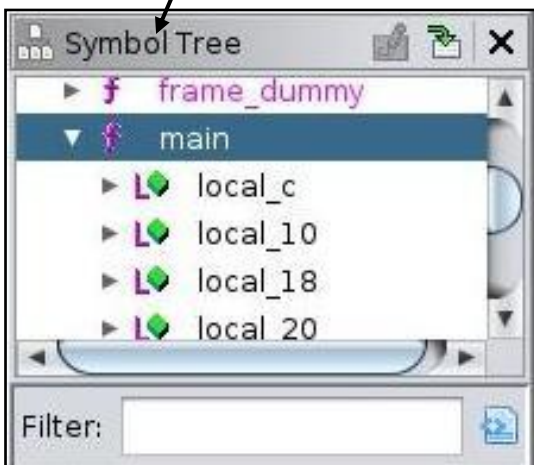 Symbol Tree
frame_dummy
main
local_c
local_10
local_18
local_20
Filter: